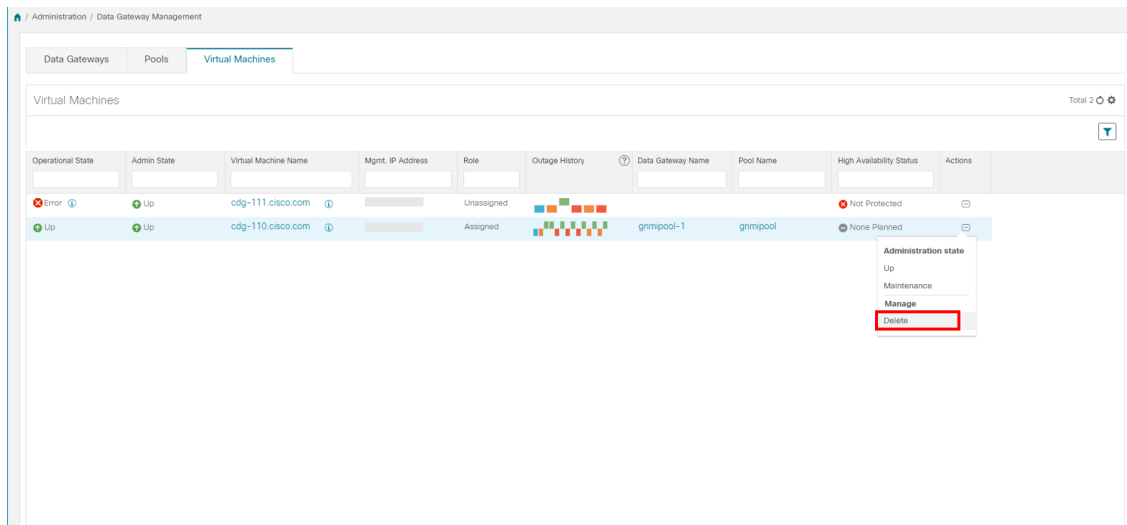 / Administration / Data Gateway Management
Data Gateways Pools Virtual Machines
Virtual Machines Total 2
Operational State Admin State Virtual Machine Name Mgmt. IP Address Role Outage History ? Data Gateway Name Pool Name High Availability Status Actions
Error Up cdg-111.cisco.com Unassigned Not Protected
Up Up cdg-110.cisco.com Assigned gnmipool-1 gnmipool None Planned
Administration state
Up
Maintenance
Manage
Delete